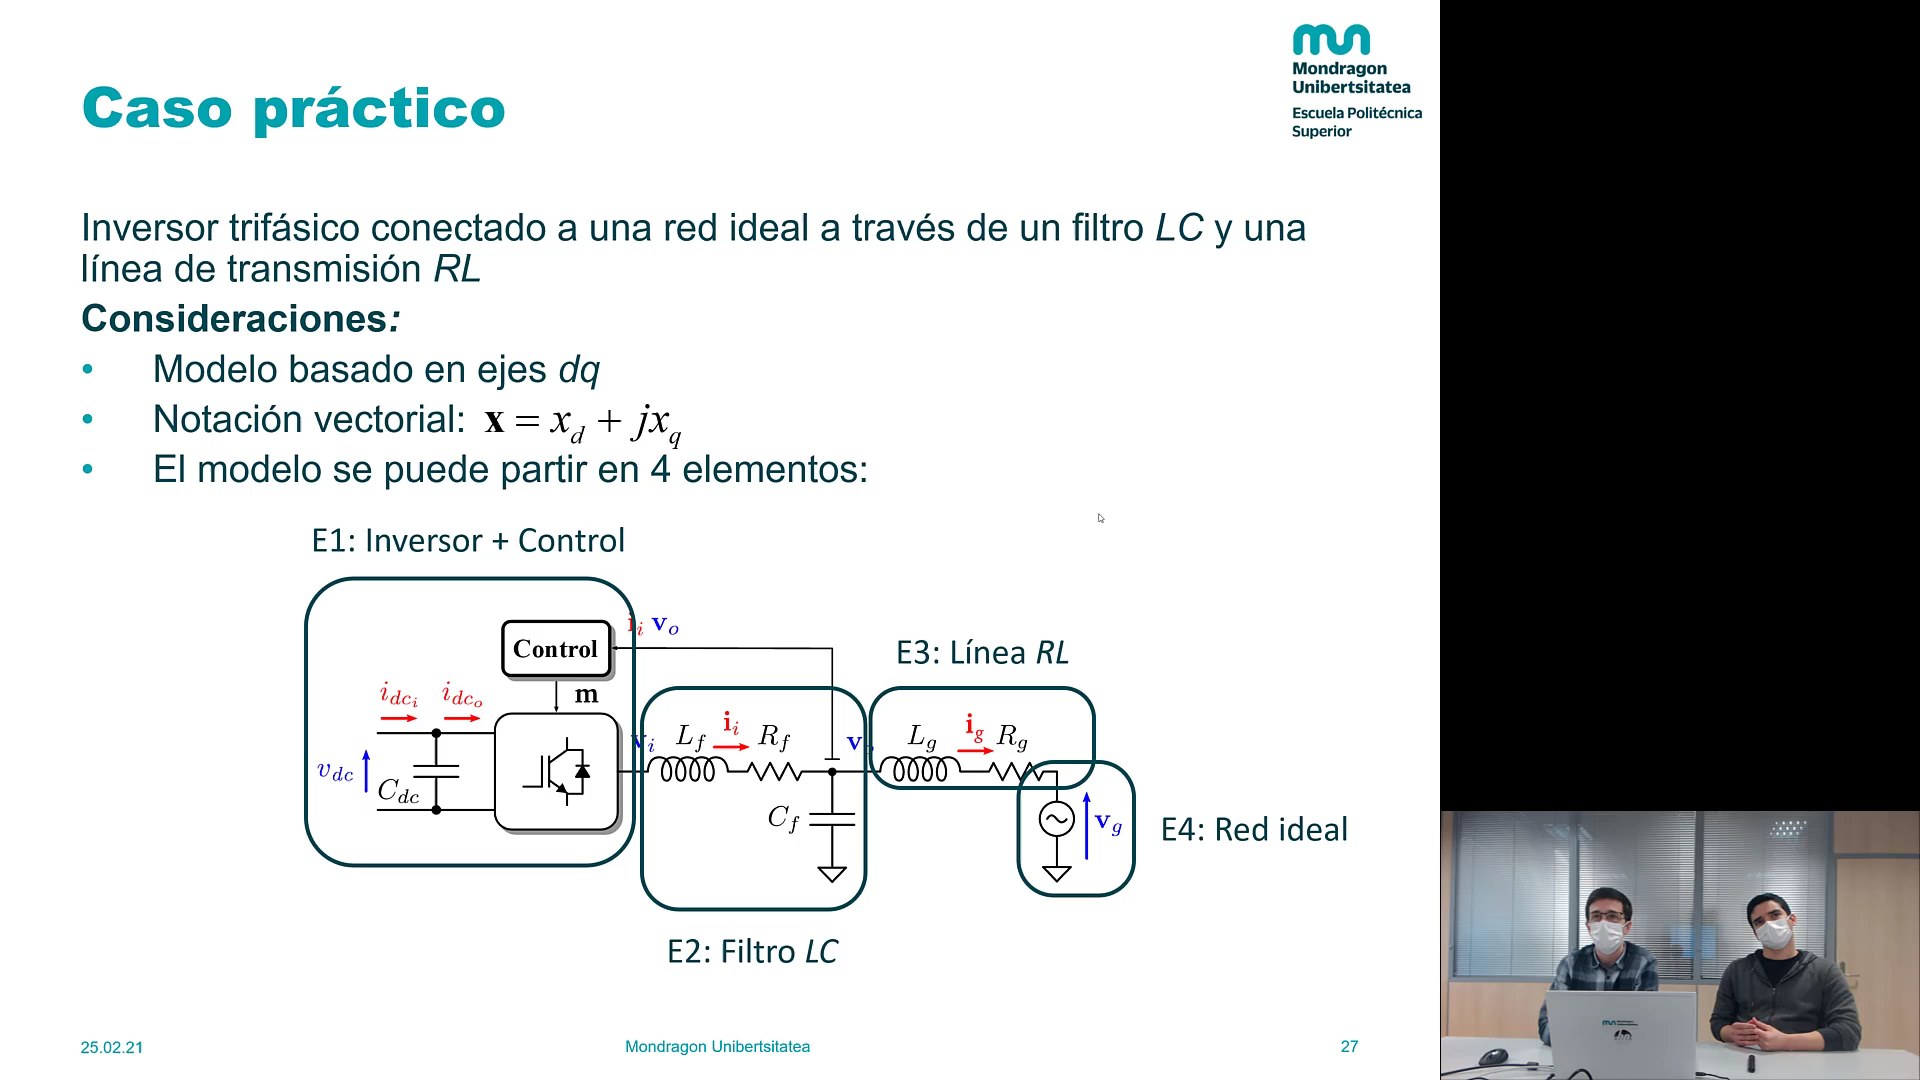 Mondragon
Unibertsitatea
Escuela Politécnica
Superior
Caso práctico
Inversor trifásico conectado a una red ideal a través de un filtro LC y una
línea de transmisión RL
Consideraciones:
• Modelo basado en ejes dq
• Notación vectorial: x = x_d + jx_q
• El modelo se puede partir en 4 elementos:
E1: Inversor + Control
Control
i_i v_o
m
i_dc_i i_dc_o
v_dc
C_dc
v_i L_f i_i R_f
C_f
E3: Línea RL
L_g i_g R_g
v_g
E4: Red ideal
E2: Filtro LC
25.02.21
Mondragon Unibertsitatea
27